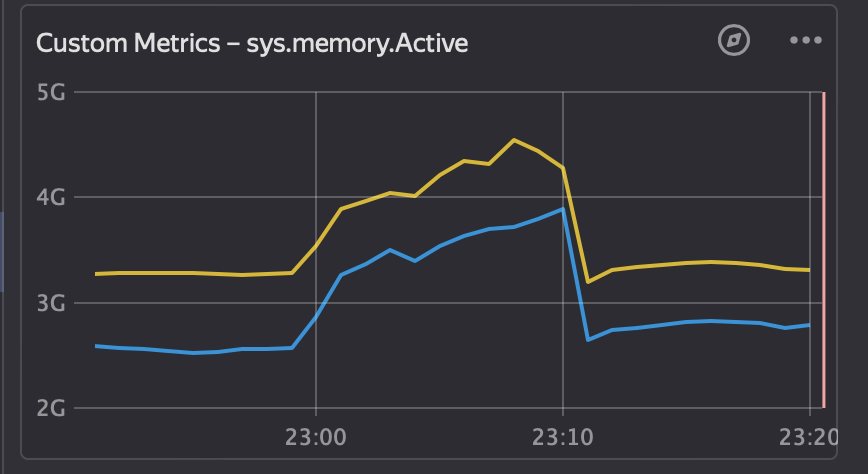 Custom Metrics – sys.memory.Active
5G
4G
3G
2G
23:00 23:10 23:20